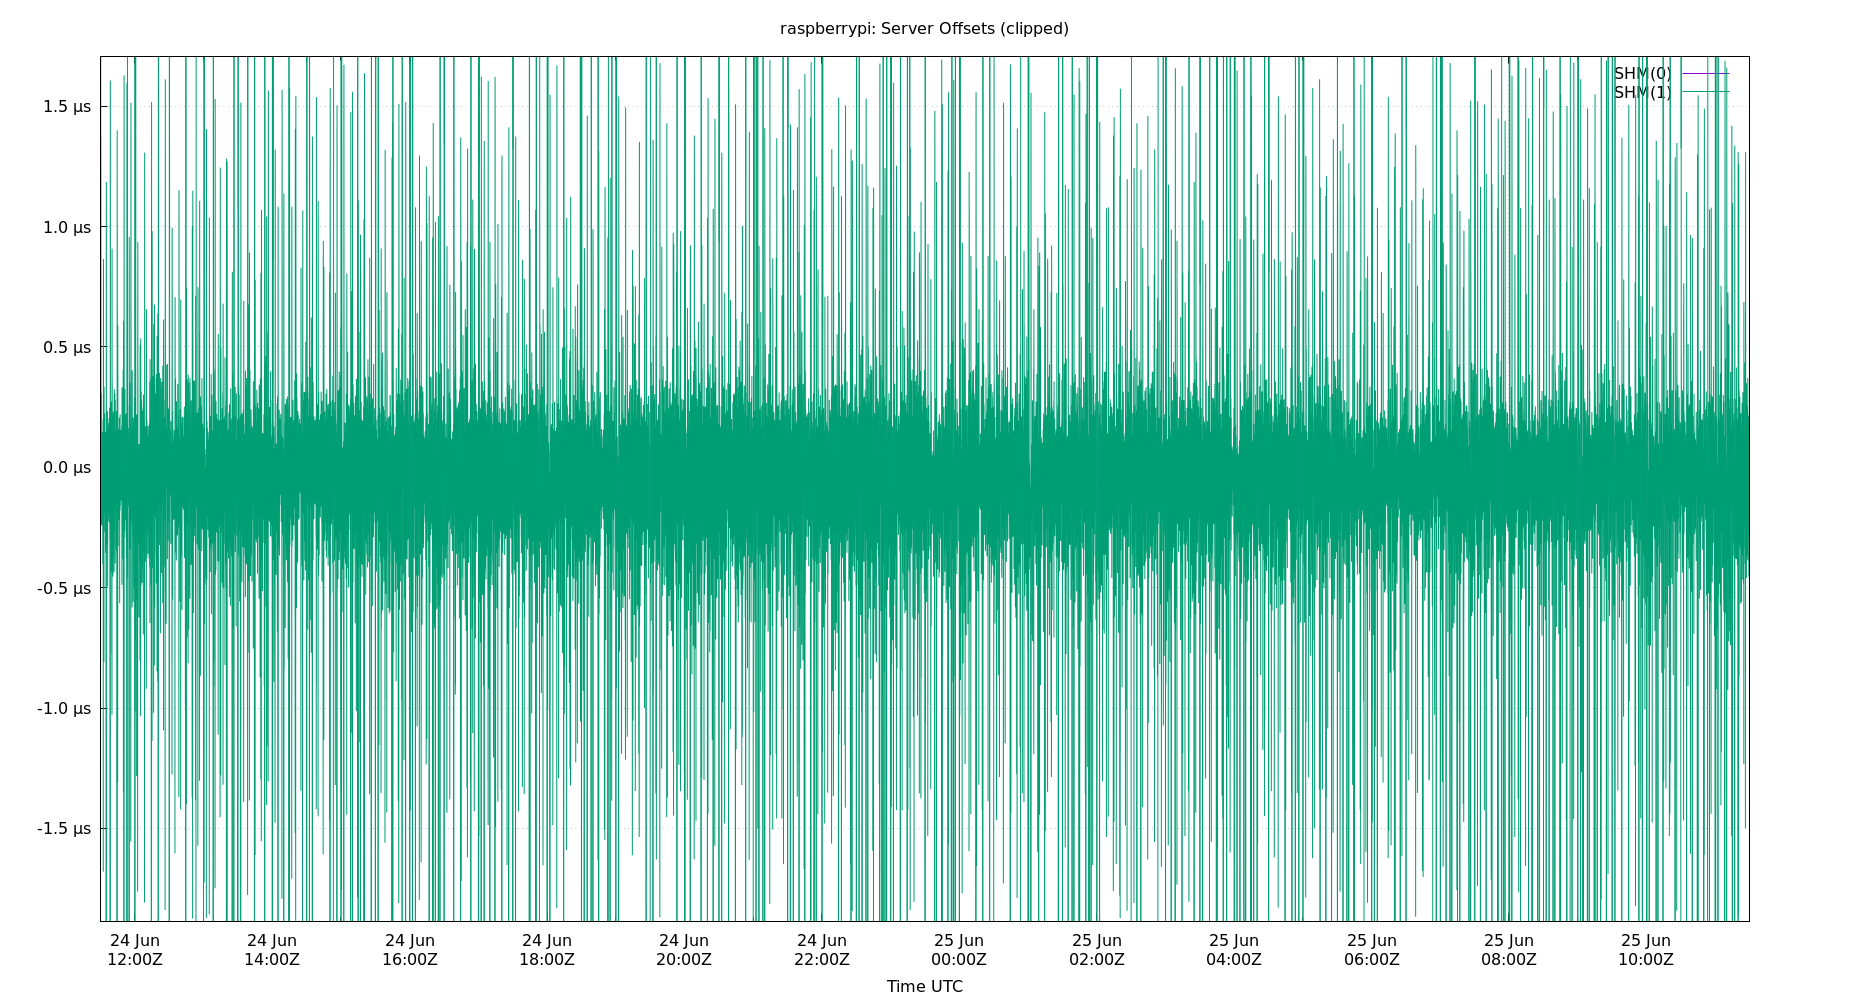 raspberrypi: Server Offsets (clipped)
SHM(0)
SHM(1)
1.5 µs
1.0 µs
0.5 µs
0.0 µs
-0.5 µs
-1.0 µs
-1.5 µs
24 Jun 24 Jun 24 Jun 24 Jun 24 Jun 24 Jun 25 Jun 25 Jun 25 Jun 25 Jun 25 Jun 25 Jun
12:00Z 14:00Z 16:00Z 18:00Z 20:00Z 22:00Z 00:00Z 02:00Z 04:00Z 06:00Z 08:00Z 10:00Z
Time UTC